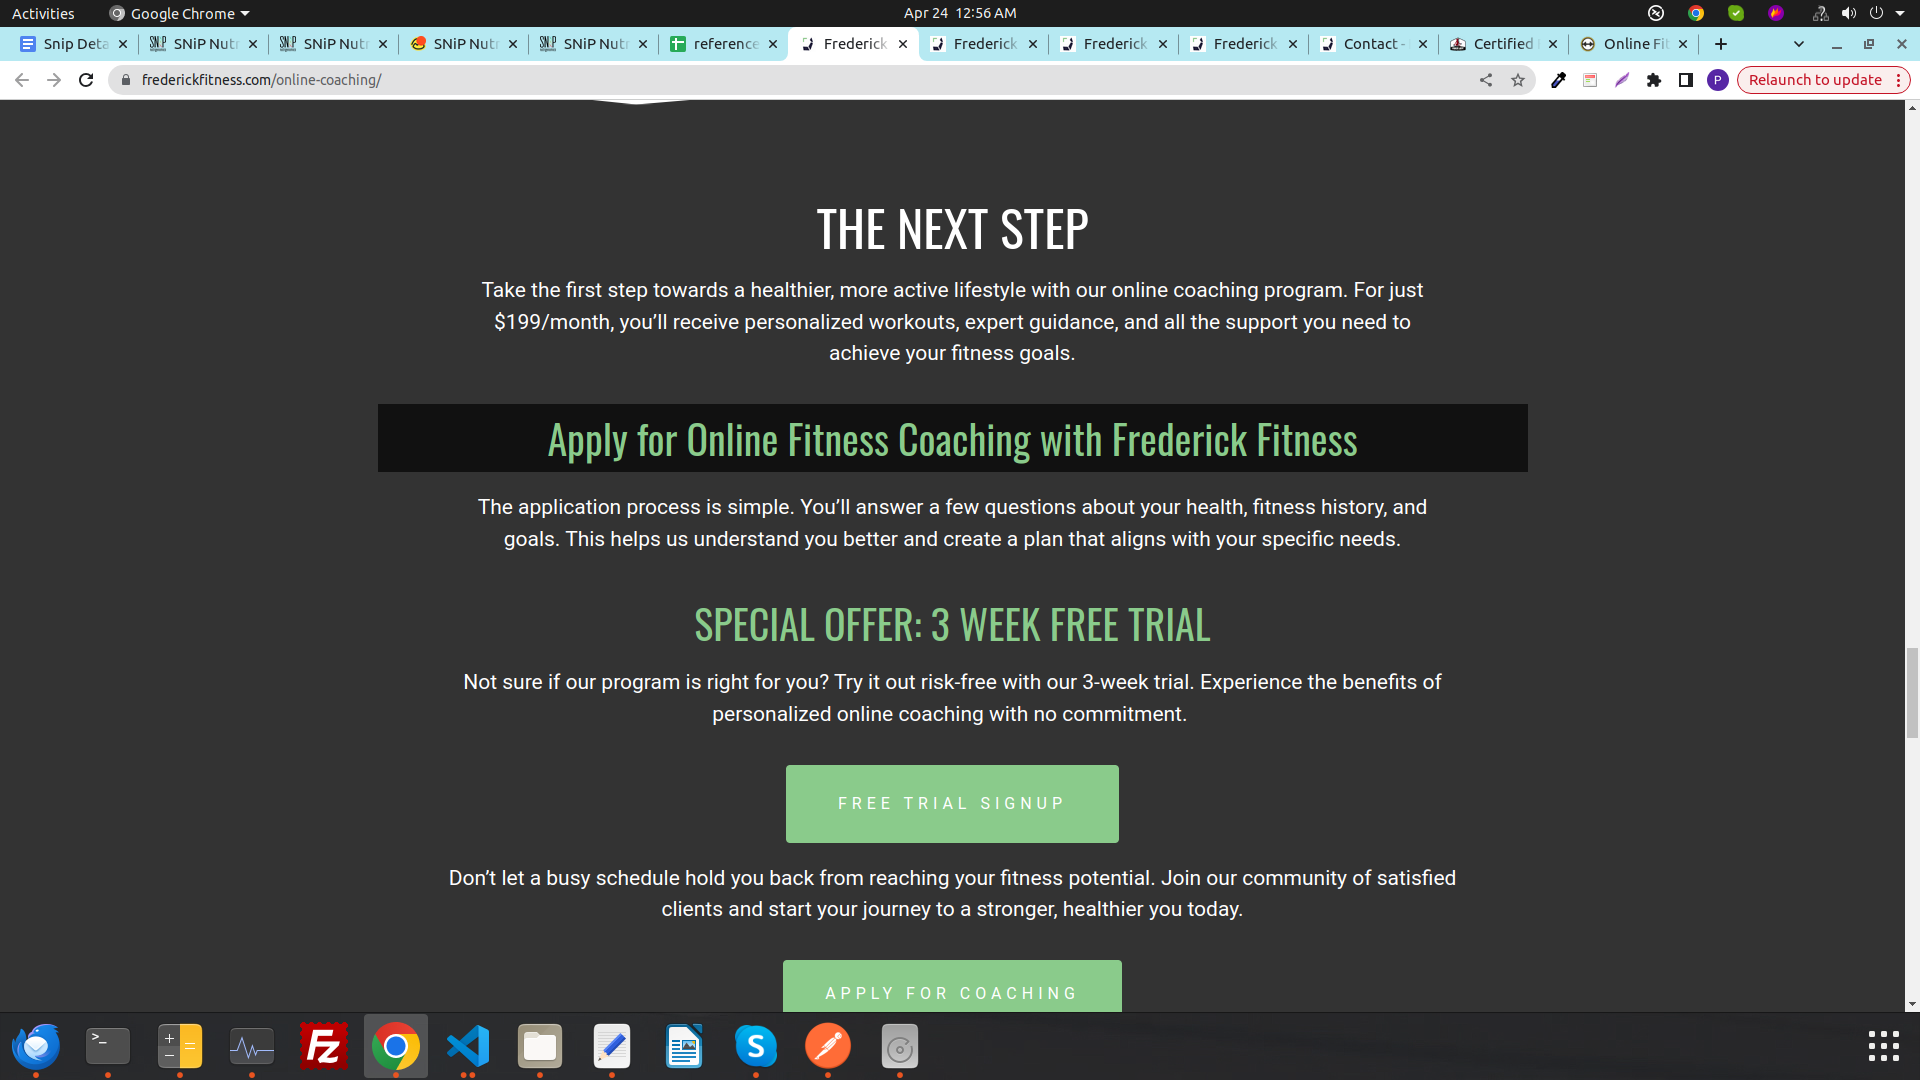 Activities
Google Chrome
Apr 24 12:56 AM
Snip Deta
SNiP Nutr
SNiP Nutr
SNiP Nutr
SNiP Nutr
reference
Frederick
Frederick
Frederick
Frederick
Contact -
Certified
Online Fit
frederickfitness.com/online-coaching/
P
Relaunch to update
THE NEXT STEP
Take the first step towards a healthier, more active lifestyle with our online coaching program. For just
$199/month, you’ll receive personalized workouts, expert guidance, and all the support you need to
achieve your fitness goals.
Apply for Online Fitness Coaching with Frederick Fitness
The application process is simple. You’ll answer a few questions about your health, fitness history, and
goals. This helps us understand you better and create a plan that aligns with your specific needs.
SPECIAL OFFER: 3 WEEK FREE TRIAL
Not sure if our program is right for you? Try it out risk-free with our 3-week trial. Experience the benefits of
personalized online coaching with no commitment.
FREE TRIAL SIGNUP
Don’t let a busy schedule hold you back from reaching your fitness potential. Join our community of satisfied
clients and start your journey to a stronger, healthier you today.
APPLY FOR COACHING